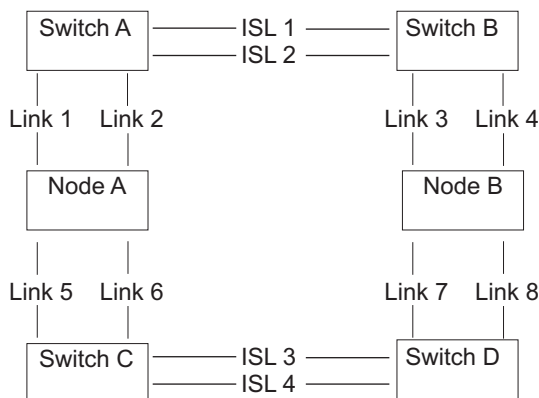 Switch A
ISL 1
ISL 2
Switch B
Link 1
Link 2
Link 3
Link 4
Node A
Node B
Link 5
Link 6
Link 7
Link 8
Switch C
ISL 3
ISL 4
Switch D